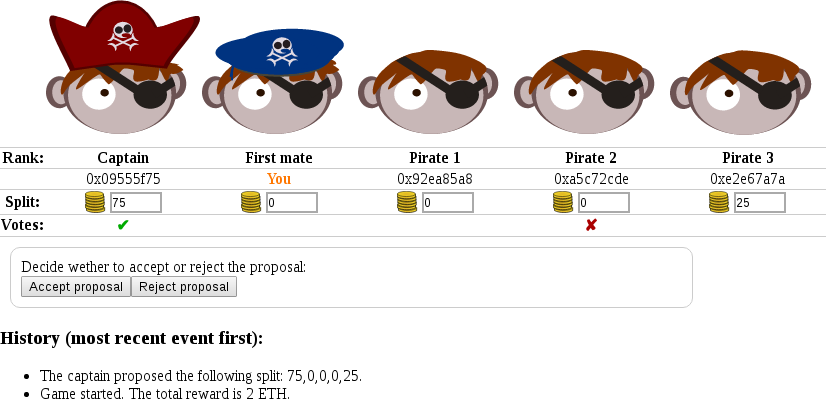 Rank: Captain First mate Pirate 1 Pirate 2 Pirate 3
0x09555f75 You 0x92ea85a8 0xa5c72cde 0xe2e67a7a
Split: 75 0 0 0 25
Votes: ✔ ✘
Decide wether to accept or reject the proposal:
Accept proposal Reject proposal
History (most recent event first):
• The captain proposed the following split: 75,0,0,0,25.
• Game started. The total reward is 2 ETH.